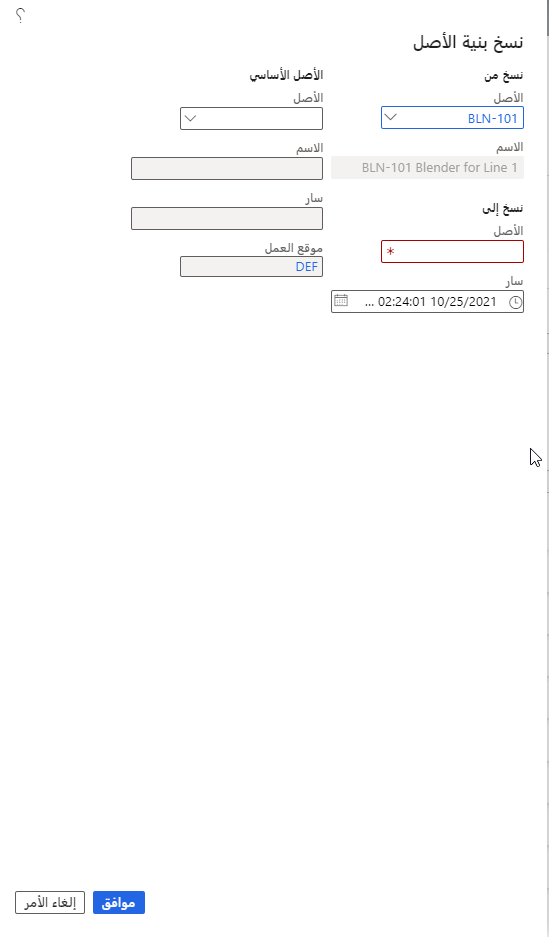 ؟
نسخ بنية الأصل
نسخ من
الأصل
BLN-101
الاسم
BLN-101 Blender for Line 1
نسخ إلى
الأصل
*
سار
10/25/2021 02:24:01 ...
الأصل الأساسي
الأصل
الاسم
سار
موقع العمل
DEF
موافق
إلغاء الأمر